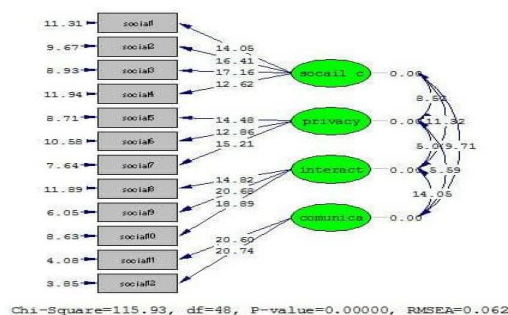 11.31 social1
9.67 social2 14.05
8.93 social3 16.41 socail c 0.00
17.16
11.94 social4 12.62 8.52
8.71 social5 14.48 privacy 0.00 11.32
12.86
10.58 social6 15.21 5.0 9.71
7.64 social7
14.82 interact 0.00 5.59
11.89 social8 20.68
6.05 social9 18.89 14.05
8.63 social10 comunica 0.00
20.60
4.08 social11 20.74
3.85 social12
Chi-Square=115.93, df=48, P-value=0.00000, RMSEA=0.062